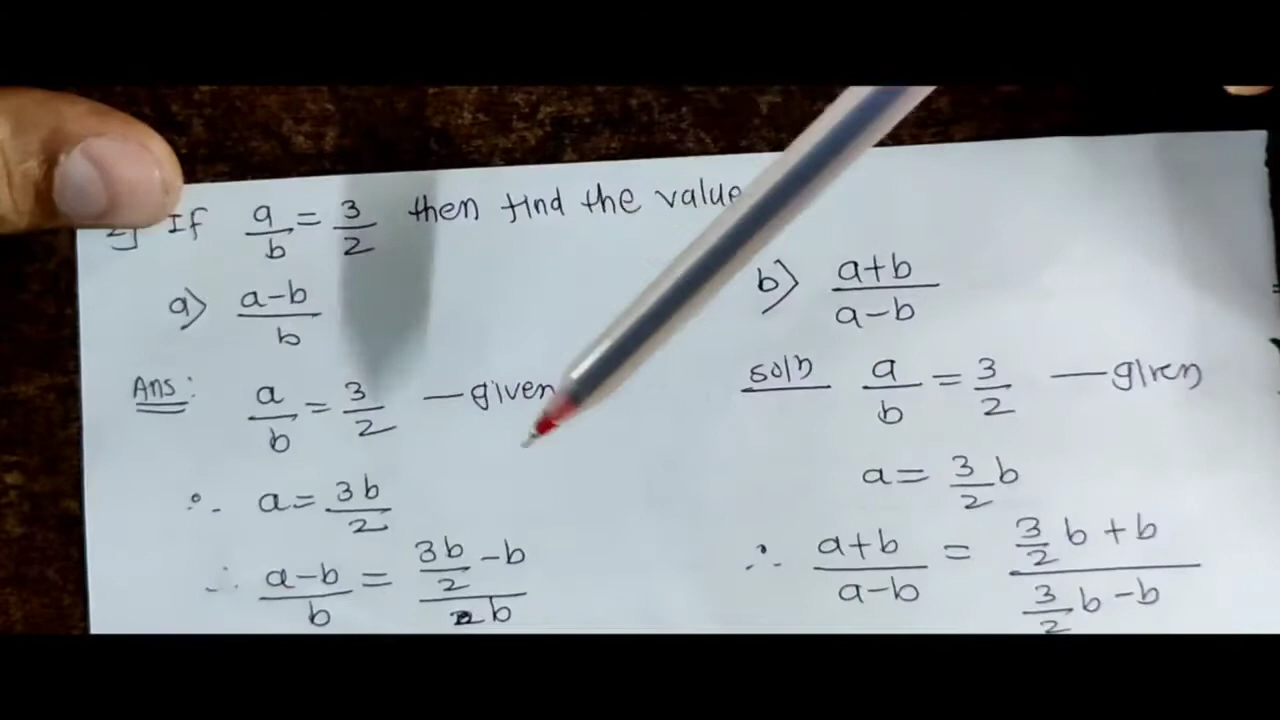 2) If a/b = 3/2 then find the value
a) (a-b)/b
Ans: a/b = 3/2 — given
∴ a = 3b/2
∴ (a-b)/b = (3b/2 - b)/b
b) (a+b)/(a-b)
soln a/b = 3/2 — given
a = 3/2 b
∴ (a+b)/(a-b) = (3/2 b + b)/(3/2 b - b)